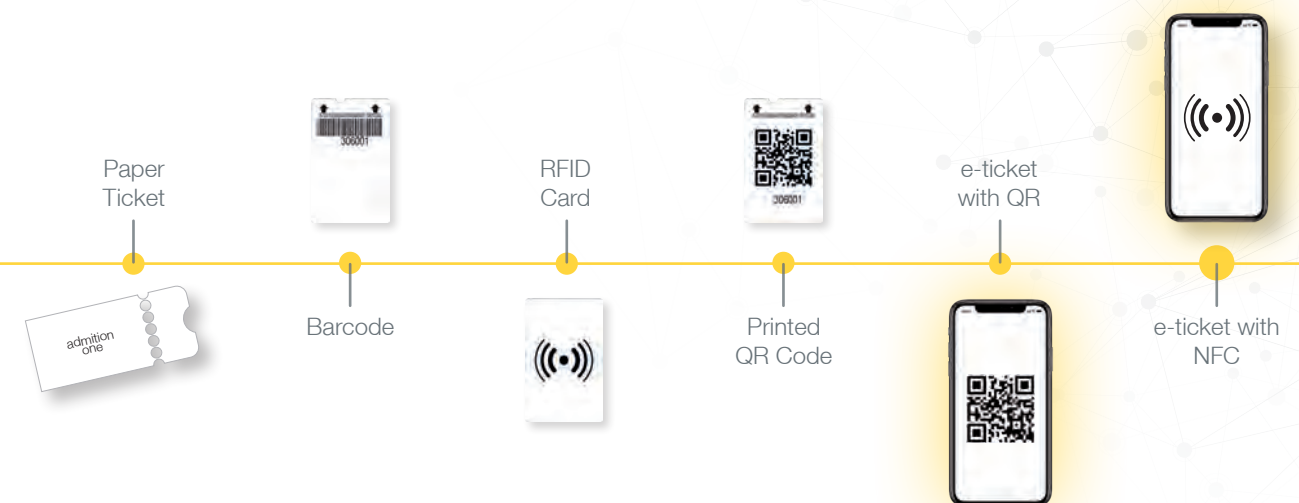 Paper
Ticket
admition
one
306001
Barcode
RFID
Card
306001
Printed
QR Code
e-ticket
with QR
e-ticket with
NFC